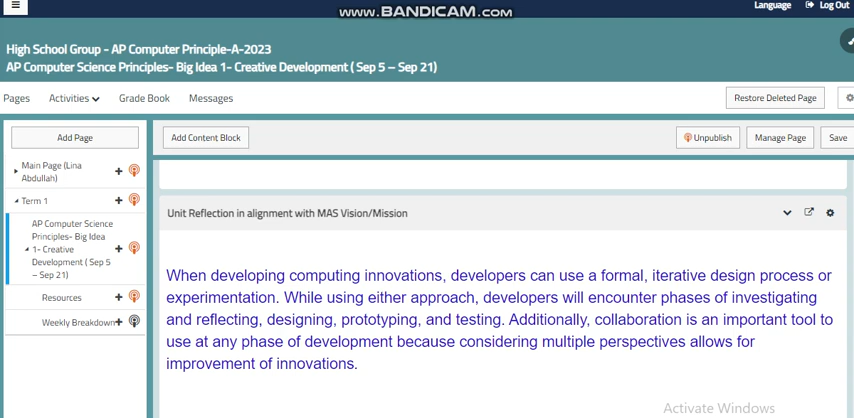 www.BANDICAM.com
Language
Log Out
High School Group - AP Computer Principle-A-2023
AP Computer Science Principles- Big Idea 1- Creative Development ( Sep 5 – Sep 21)
Pages
Activities
Grade Book
Messages
Restore Deleted Page
Add Page
Add Content Block
Unpublish
Manage Page
Save
Main Page (Lina
Abdullah)
Term 1
AP Computer Science
Principles- Big Idea
1- Creative
Development ( Sep 5
– Sep 21)
Resources
Weekly Breakdown
Unit Reflection in alignment with MAS Vision/Mission
When developing computing innovations, developers can use a formal, iterative design process or
experimentation. While using either approach, developers will encounter phases of investigating
and reflecting, designing, prototyping, and testing. Additionally, collaboration is an important tool to
use at any phase of development because considering multiple perspectives allows for
improvement of innovations.
Activate Windows